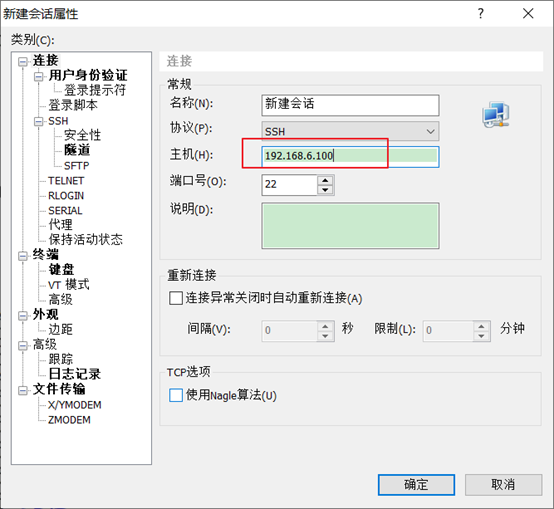 新建会话属性
类别(C):
连接
用户身份验证
登录提示符
登录脚本
SSH
安全性
隧道
SFTP
TELNET
RLOGIN
SERIAL
代理
保持活动状态
终端
键盘
VT 模式
高级
外观
边距
高级
跟踪
日志记录
文件传输
X/YMODEM
ZMODEM
连接
常规
名称(N): 新建会话
协议(P): SSH
主机(H): 192.168.6.100
端口号(O): 22
说明(D):
重新连接
连接异常关闭时自动重新连接(A)
间隔(V): 0 秒 限制(L): 0 分钟
TCP选项
使用Nagle算法(U)
确定 取消